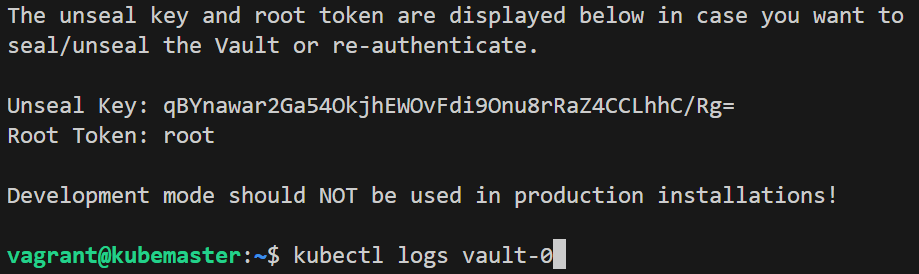 The unseal key and root token are displayed below in case you want to
seal/unseal the Vault or re-authenticate.
Unseal Key: qBYnawar2Ga54OkjhEWOvFdi9Onu8rRaZ4CCLhhC/Rg=
Root Token: root
Development mode should NOT be used in production installations!
vagrant@kubemaster:~$ kubectl logs vault-0